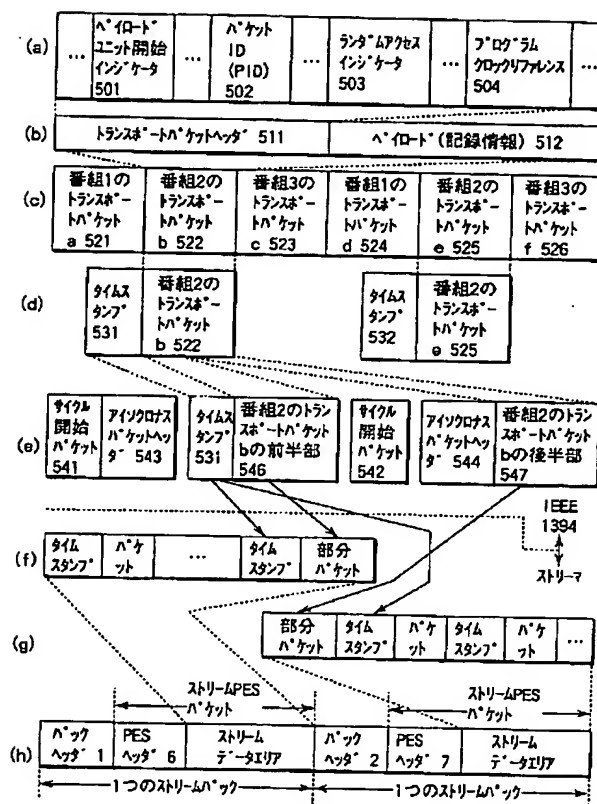 (a)
… ペイロード ユニット開始 インジケータ 501 … パケット ID (PID) 502 … ランダムアクセス インジケータ 503 … プログラム クロックリファレンス 504 …
(b)
トランスポートパケットヘッダ 511
ペイロード(記録情報) 512
(c)
番組1の トランスポー トパケット a 521
番組2の トランスポー トパケット b 522
番組3の トランスポー トパケット c 523
番組1の トランスポー トパケット d 524
番組2の トランスポー トパケット e 525
番組3の トランスポー トパケット f 526
(d)
タイムス タンプ 531
番組2の トランスポー トパケット b 522
タイムス タンプ 532
番組2の トランスポー トパケット e 525
(e)
サイクル 開始 パケット 541
アイソクロナス パケットヘッ ダ 543
タイムス タンプ 531
番組2のトラン スポートパケット bの前半部 546
サイクル 開始 パケット 542
アイソクロナス パケットヘッ ダ 544
番組2のトラン スポートパケット bの後半部 547
IEEE
1394
ストリーマ
(f)
タイム スタンプ
パケ ット
…
タイム スタンプ
部分 パケット
(g)
部分 パケット
タイム スタンプ
パケ ット
タイム スタンプ
パケ ット
…
ストリームPES
パケット
ストリームPES
パケット
(h)
パック ヘッダ 1
PES ヘッダ 6
ストリーム データエリア
パック ヘッダ 2
PES ヘッダ 7
ストリーム データエリア
1つのストリームパック
1つのストリームパック